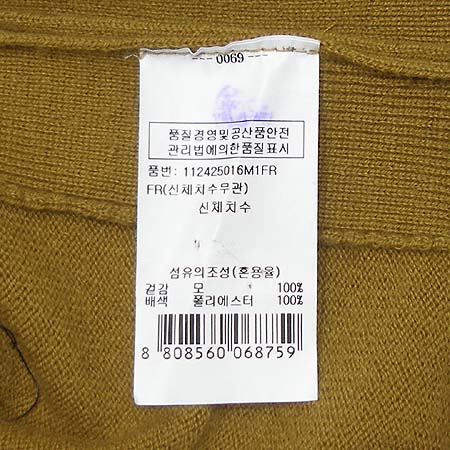 --- 0069 ---
품질경영및공산품안전
관리법에의한품질표시
품번: 112425016M1FR
FR(신체치수무관)
신체치수
섬유의조성(혼용율)
겉감 모 100%
배색 폴리에스터 100%
8 808560 068759